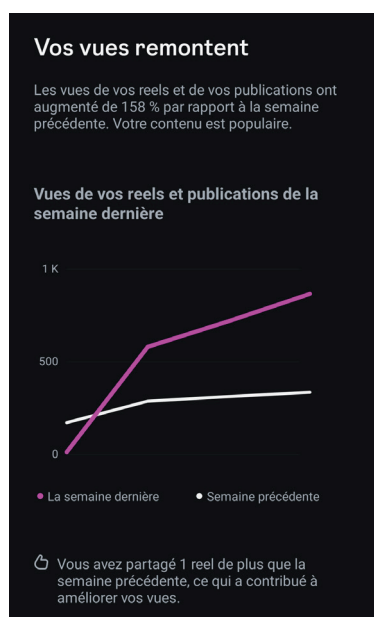 Vos vues remontent
Les vues de vos reels et de vos publications ont
augmenté de 158 % par rapport à la semaine
précédente. Votre contenu est populaire.
Vues de vos reels et publications de la
semaine dernière
1 K
500
0
La semaine dernière
Semaine précédente
Vous avez partagé 1 reel de plus que la
semaine précédente, ce qui a contribué à
améliorer vos vues.